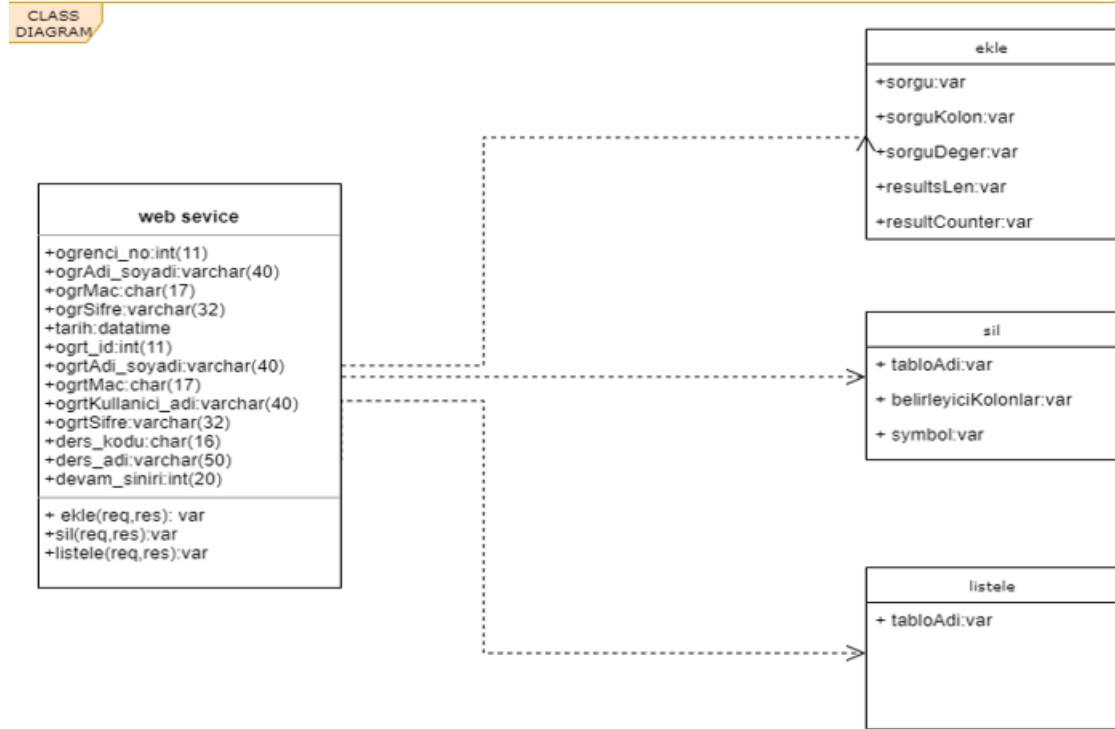 CLASS
DIAGRAM
web sevice
+ogrenci_no:int(11)
+ogrAdi_soyadi:varchar(40)
+ogrMac:char(17)
+ogrSifre:varchar(32)
+tarih:datatime
+ogrt_id:int(11)
+ogrtAdi_soyadi:varchar(40)
+ogrtMac:char(17)
+ogrtKullanici_adi:varchar(40)
+ogrtSifre:varchar(32)
+ders_kodu:char(16)
+ders_adi:varchar(50)
+devam_siniri:int(20)
+ ekle(req,res): var
+sil(req,res):var
+listele(req,res):var
ekle
+sorgu:var
+sorguKolon:var
+sorguDeger:var
+resultsLen:var
+resultCounter:var
sil
+ tabloAdi:var
+ belirleyiciKolonlar:var
+ symbol:var
listele
+ tabloAdi:var